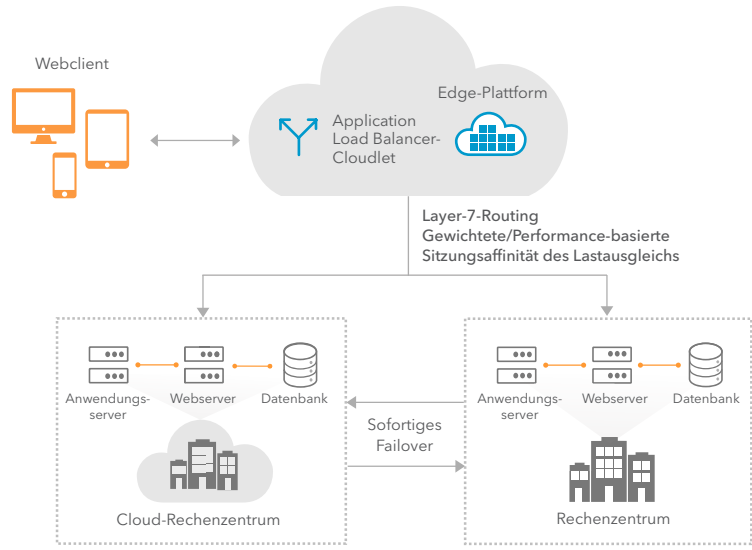 Webclient
Edge-Plattform
Application
Load Balancer-
Cloudlet
Layer-7-Routing
Gewichtete/Performance-basierte
Sitzungsaffinität des Lastausgleichs
Anwendungs-
server
Webserver
Datenbank
Cloud-Rechenzentrum
Sofortiges
Failover
Anwendungs-
server
Webserver
Datenbank
Rechenzentrum